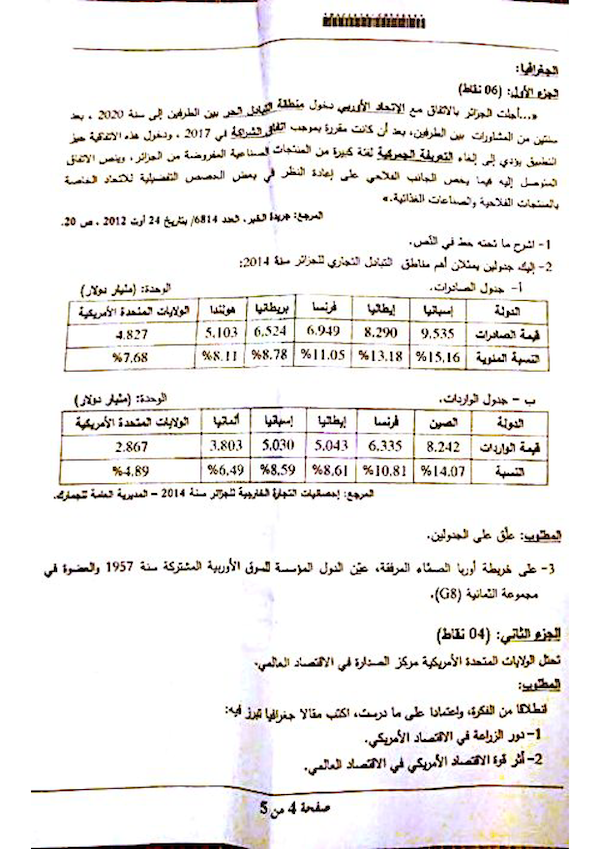 الجغرافيا:
الجزء الأول: (06 نقاط)
«...أجلت الجزائر بالاتفاق مع الاتحاد الأوربي دخول منطقة التبادل الحر بين الطرفين إلى سنة 2020 ، بعد
سنتين من المشاورات بين الطرفين، بعد أن كانت مقررة بموجب اتفاق الشراكة في 2017 ، ودخول هذه الاتفاقية حيز
التطبيق يؤدي إلى إلغاء التعريفة الجمركية لفئة كبيرة من المنتجات الصناعية المفروضة من الجزائر، وينص الاتفاق
المتوصل إليه فيما يخص الجانب الفلاحي على إعادة النظر في بعض الحصص التفضيلية للاتحاد الخاصة
بالمنتجات الفلاحية والصناعات الغذائية.»
المرجع: جريدة الخبر، العدد 6814/ بتاريخ 24 أوت 2012 ، ص 20.
1- اشرح ما تحته خط في النّص.
2- إليك جدولين يمثلان أهم مناطق التبادل التجاري للجزائر سنة 2014:
أ- جدول الصادرات. الوحدة: (مليار دولار)
الدولة إسبانيا إيطاليا فرنسا بريطانيا هولندا الولايات المتحدة الأمريكية
قيمة الصادرات 9.535 8.290 6.949 6.524 5.103 4.827
النسبة المئوية %15.16 %13.18 %11.05 %8.78 %8.11 %7.68
ب - جدول الواردات. الوحدة: (مليار دولار)
الدولة الصين فرنسا إيطاليا إسبانيا ألمانيا الولايات المتحدة الأمريكية
قيمة الواردات 8.242 6.335 5.043 5.030 3.803 2.867
النسبة %14.07 %10.81 %8.61 %8.59 %6.49 %4.89
المرجع: إحصائيات التجارة الخارجية للجزائر سنة 2014 – المديرية العامة للجمارك.
المطلوب: علّق على الجدولين.
3- على خريطة أوربا الصمّاء المرفقة، عيّن الدول المؤسسة للسوق الأوربية المشتركة سنة 1957 والعضوة في
مجموعة الثمانية (G8).
الجزء الثاني: (04 نقاط)
تحتل الولايات المتحدة الأمريكية مركز الصدارة في الاقتصاد العالمي.
المطلوب:
انطلاقا من الفكرة، واعتمادا على ما درست، اكتب مقالا جغرافيا تبرز فيه:
1- دور الزراعة في الاقتصاد الأمريكي.
2- أثر قوة الاقتصاد الأمريكي في الاقتصاد العالمي.
صفحة 4 من 5